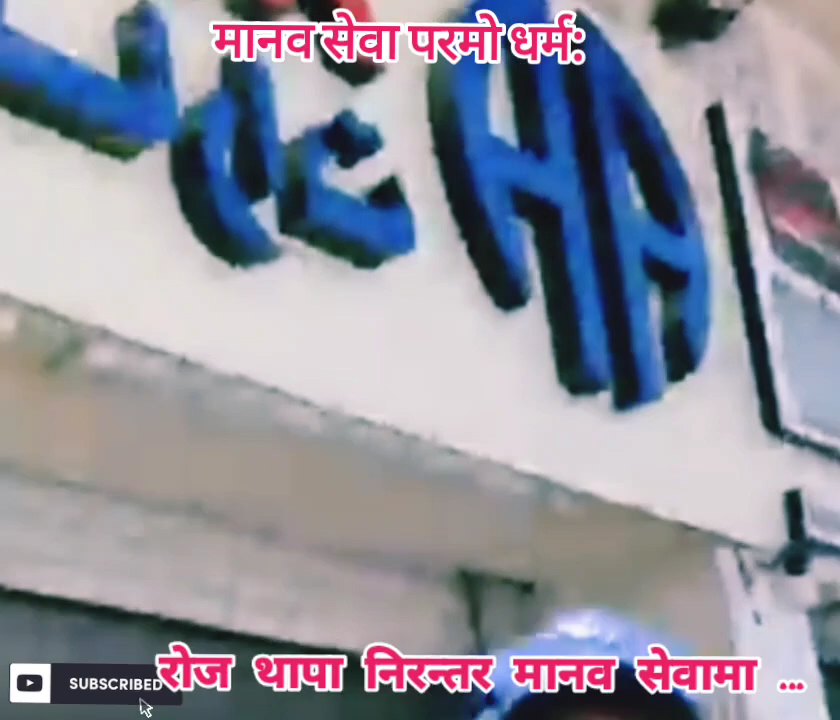 मानव सेवा परमो धर्म:
SUBSCRIBED
रोज थापा निरन्तर मानव सेवामा ...